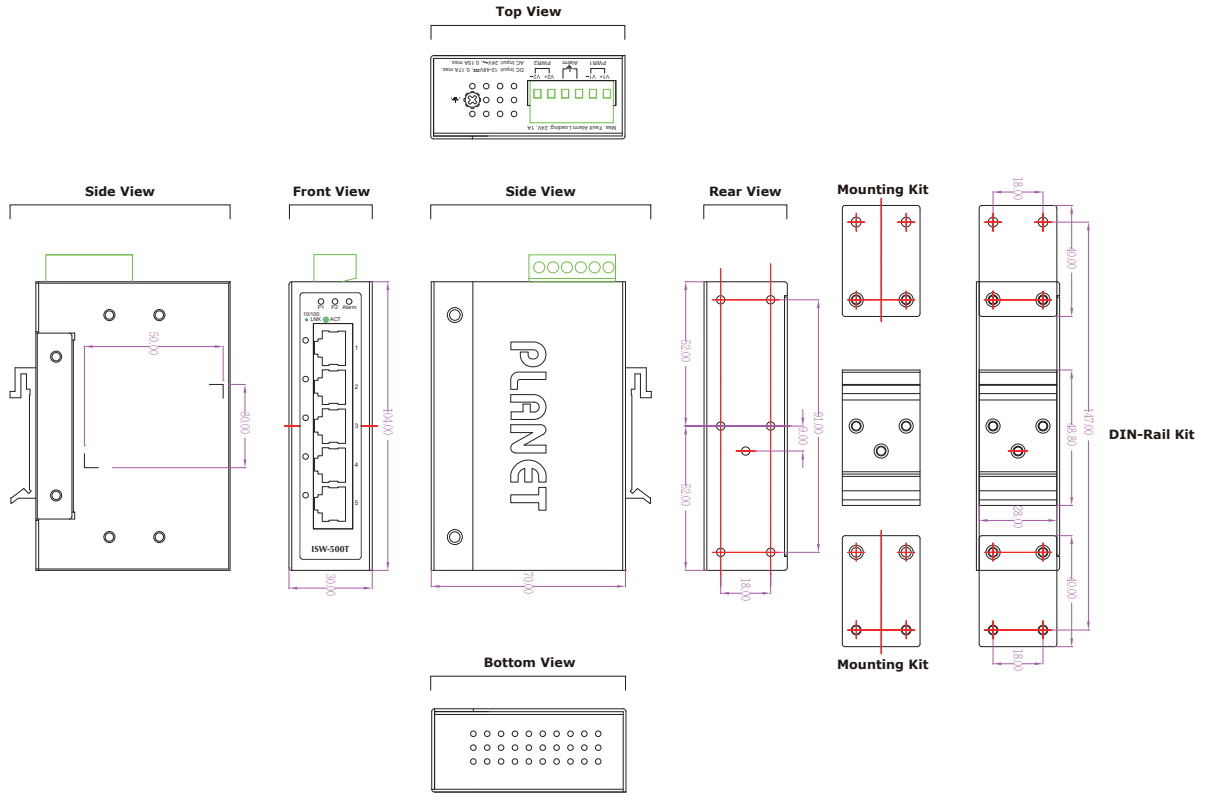 Top View
Max. Fault Alarm Loading: 24V, 1A
V1+ V1- V2+ V2-
PWR1 Alarm PWR2
DC Input: 12-48V⎓, 0.17A max.
AC Input: 24V~, 0.15A max.
Side View
Front View
Side View
Rear View
Mounting Kit
18.00
40.00
50.00
30.00
P1 P2 Alarm
10/100
LNK ACT
1
2
3
4
5
ISW-500T
104.00
30.00
PLANET
70.00
52.00
52.00
91.00
9.00
18.00
147.00
48.80
28.00
DIN-Rail Kit
40.00
18.00
Mounting Kit
Bottom View